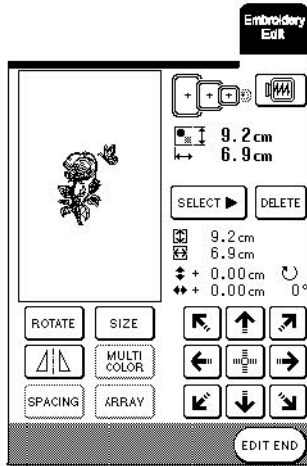 Embroidery
Edit
9.2cm
6.9cm
SELECT ▶
DELETE
9.2cm
6.9cm
+ 0.00cm
+ 0.00cm 0°
ROTATE
SIZE
MULTI
COLOR
SPACING
ARRAY
EDIT END